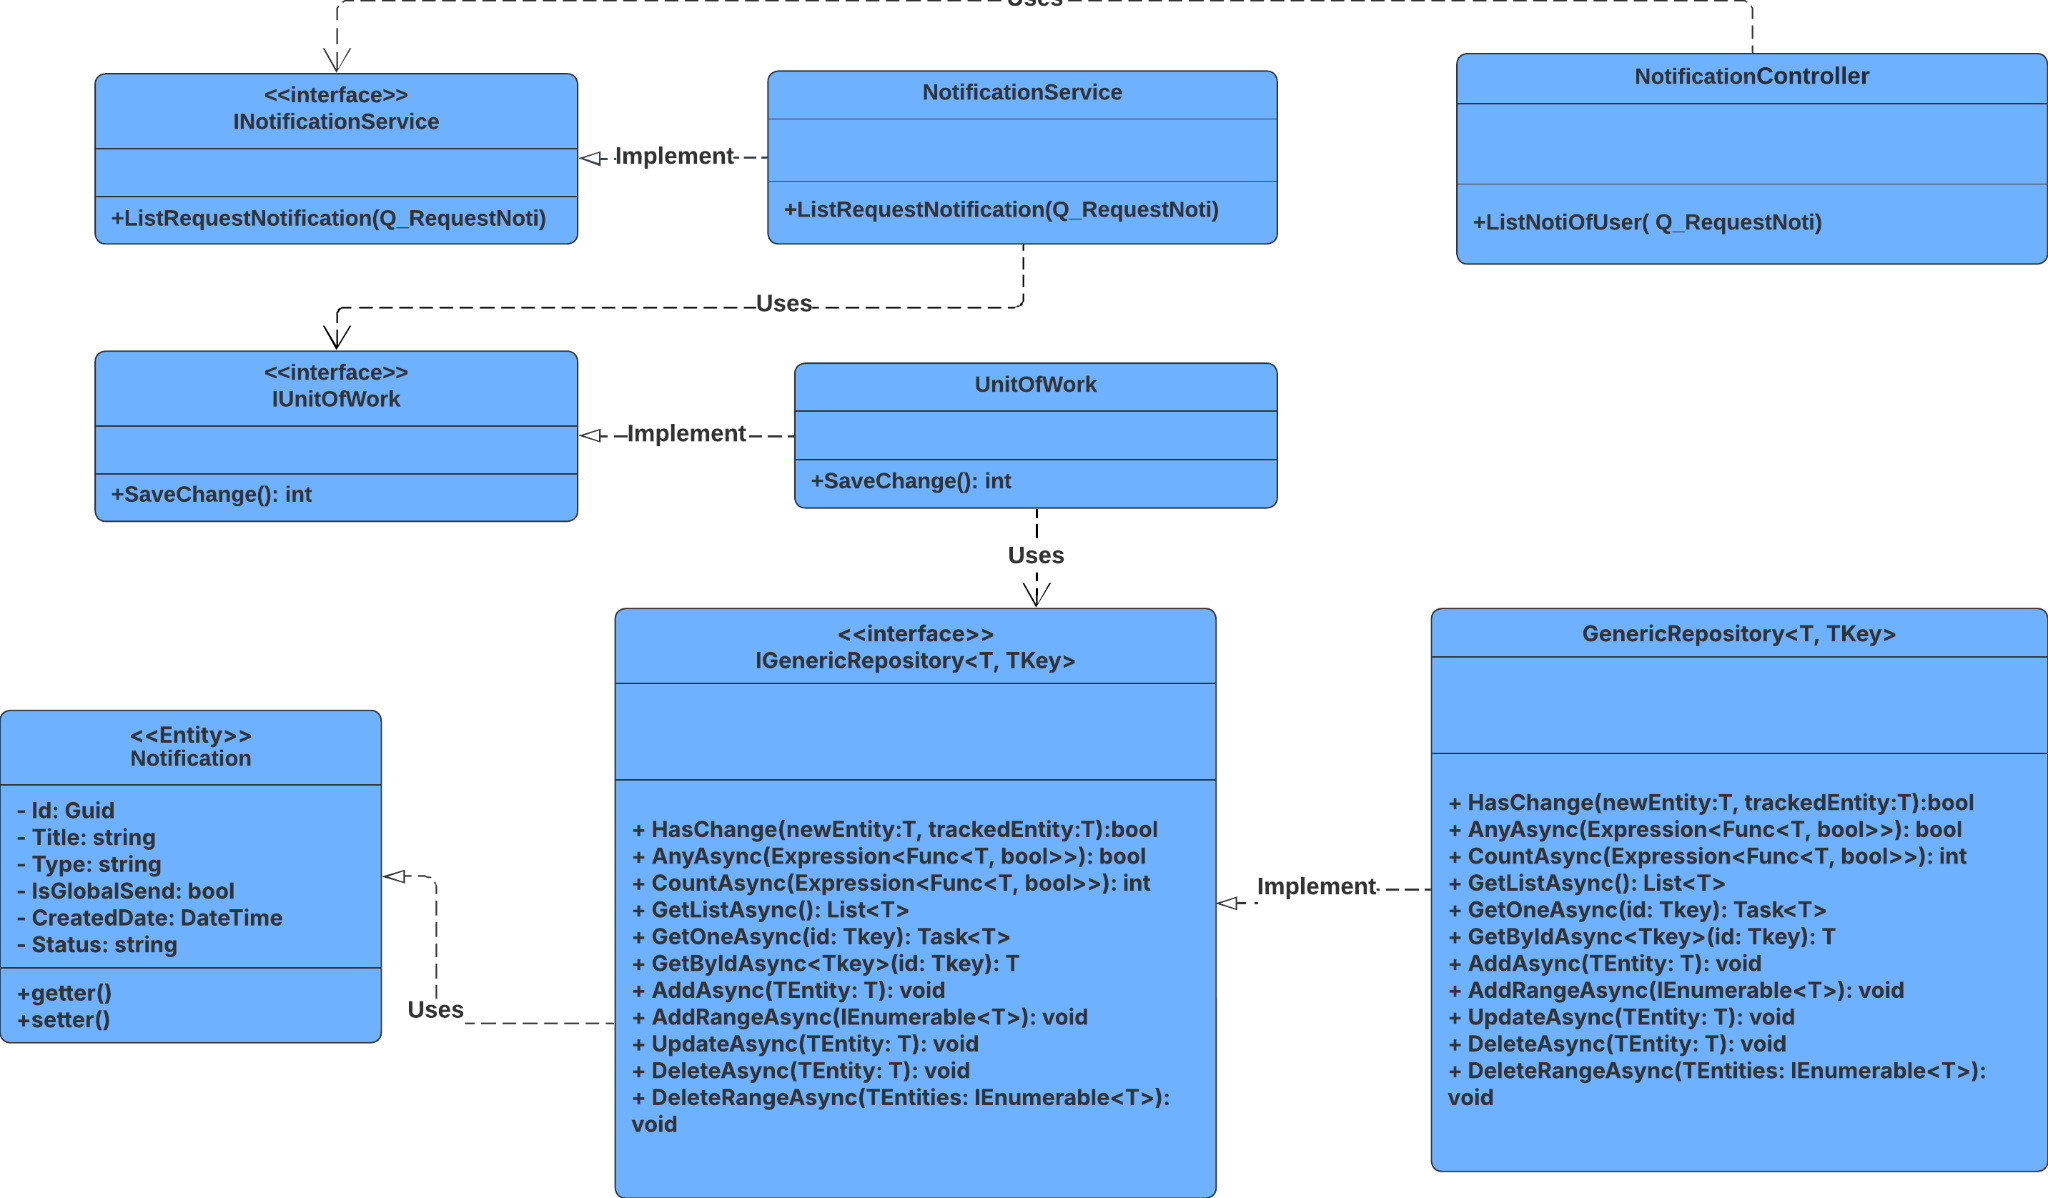 Uses
<<interface>>
INotificationService
+ListRequestNotification(Q_RequestNoti)
Implement
NotificationService
+ListRequestNotification(Q_RequestNoti)
NotificationController
+ListNotiOfUser( Q_RequestNoti)
Uses
<<interface>>
IUnitOfWork
+SaveChange(): int
Implement
UnitOfWork
+SaveChange(): int
Uses
<<Entity>>
Notification
- Id: Guid
- Title: string
- Type: string
- IsGlobalSend: bool
- CreatedDate: DateTime
- Status: string
+getter()
+setter()
Uses
<<interface>>
IGenericRepository<T, TKey>
+ HasChange(newEntity:T, trackedEntity:T):bool
+ AnyAsync(Expression<Func<T, bool>>): bool
+ CountAsync(Expression<Func<T, bool>>): int
+ GetListAsync(): List<T>
+ GetOneAsync(id: Tkey): Task<T>
+ GetByIdAsync<Tkey>(id: Tkey): T
+ AddAsync(TEntity: T): void
+ AddRangeAsync(IEnumerable<T>): void
+ UpdateAsync(TEntity: T): void
+ DeleteAsync(TEntity: T): void
+ DeleteRangeAsync(TEntities: IEnumerable<T>):
void
Implement
GenericRepository<T, TKey>
+ HasChange(newEntity:T, trackedEntity:T):bool
+ AnyAsync(Expression<Func<T, bool>>): bool
+ CountAsync(Expression<Func<T, bool>>): int
+ GetListAsync(): List<T>
+ GetOneAsync(id: Tkey): Task<T>
+ GetByIdAsync<Tkey>(id: Tkey): T
+ AddAsync(TEntity: T): void
+ AddRangeAsync(IEnumerable<T>): void
+ UpdateAsync(TEntity: T): void
+ DeleteAsync(TEntity: T): void
+ DeleteRangeAsync(TEntities: IEnumerable<T>):
void